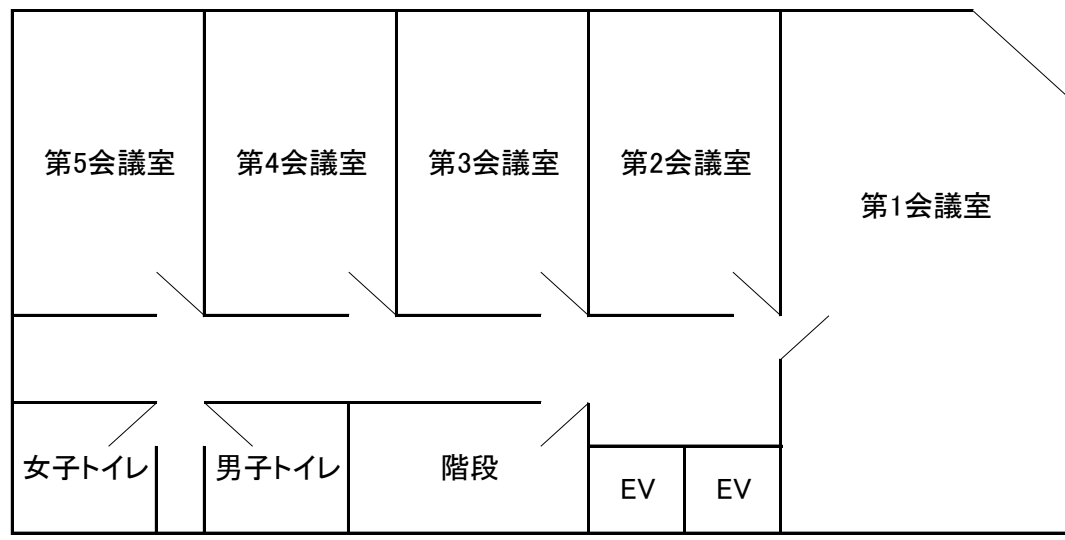 第5会議室
第4会議室
第3会議室
第2会議室
第1会議室
女子トイレ
男子トイレ
階段
EV
EV